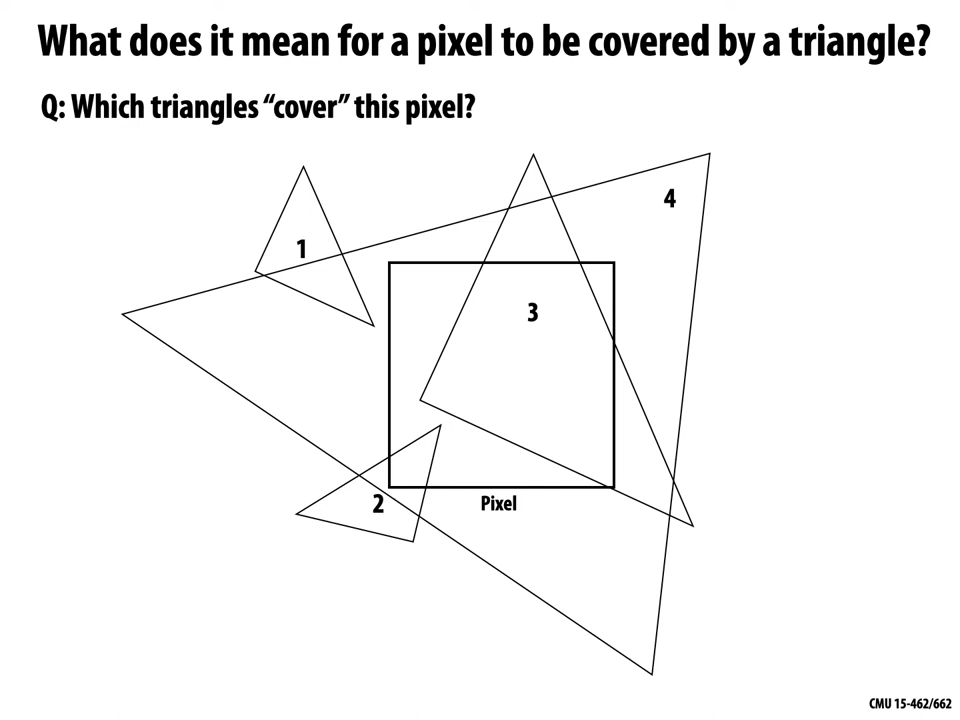 What does it mean for a pixel to be covered by a triangle?
Q: Which triangles “cover” this pixel?
4
1
3
2
Pixel
CMU 15-462/662